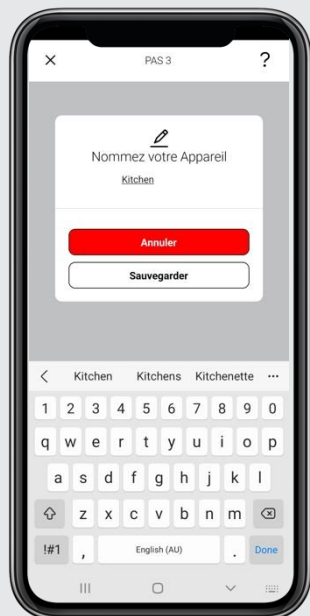 PAS 3 ?
Nommez votre Appareil
Kitchen
Annuler
Sauvegarder
Kitchen Kitchens Kitchenette ...
1 2 3 4 5 6 7 8 9 0
q w e r t y u i o p
a s d f g h j k l
z x c v b n m
!#1 , English (AU) . Done